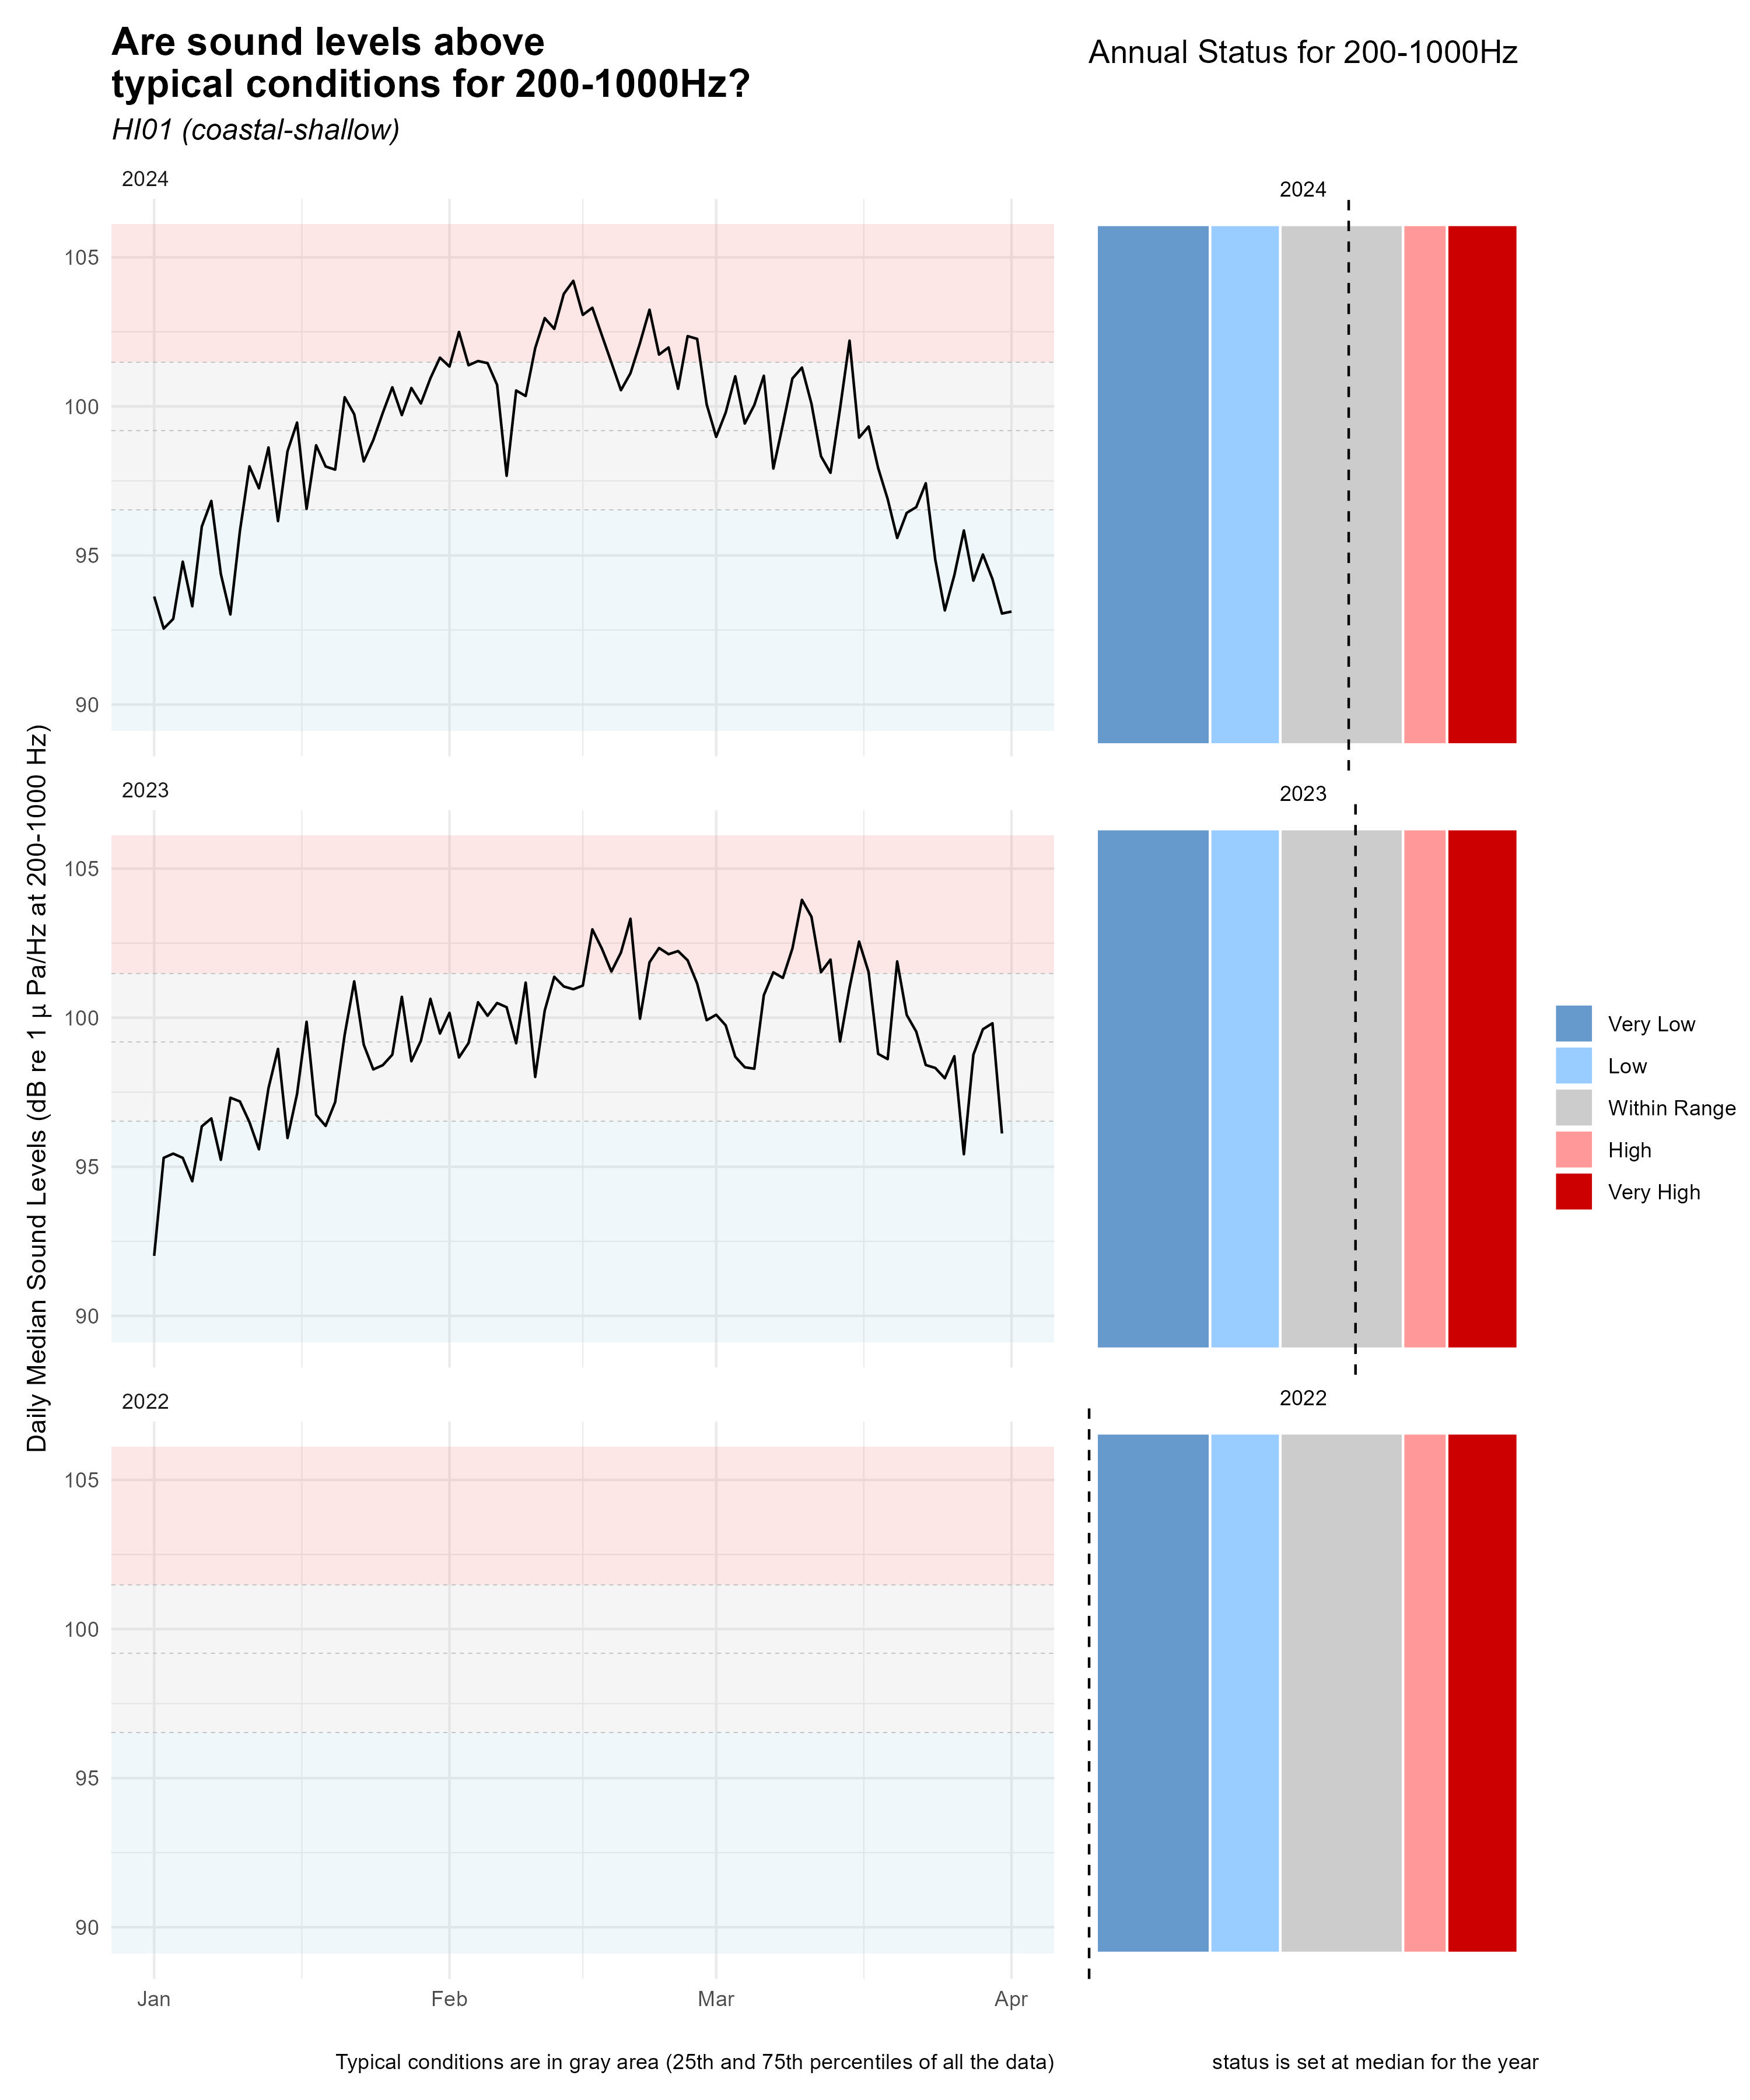 Are sound levels above
typical conditions for 200-1000Hz?
HI01 (coastal-shallow)
Annual Status for 200-1000Hz
Daily Median Sound Levels (dB re 1 μ Pa/Hz at 200-1000 Hz)
2024
105
100
95
90
2024
2023
105
100
95
90
2023
2022
105
100
95
90
2022
Jan
Feb
Mar
Apr
Very Low
Low
Within Range
High
Very High
Typical conditions are in gray area (25th and 75th percentiles of all the data)
status is set at median for the year